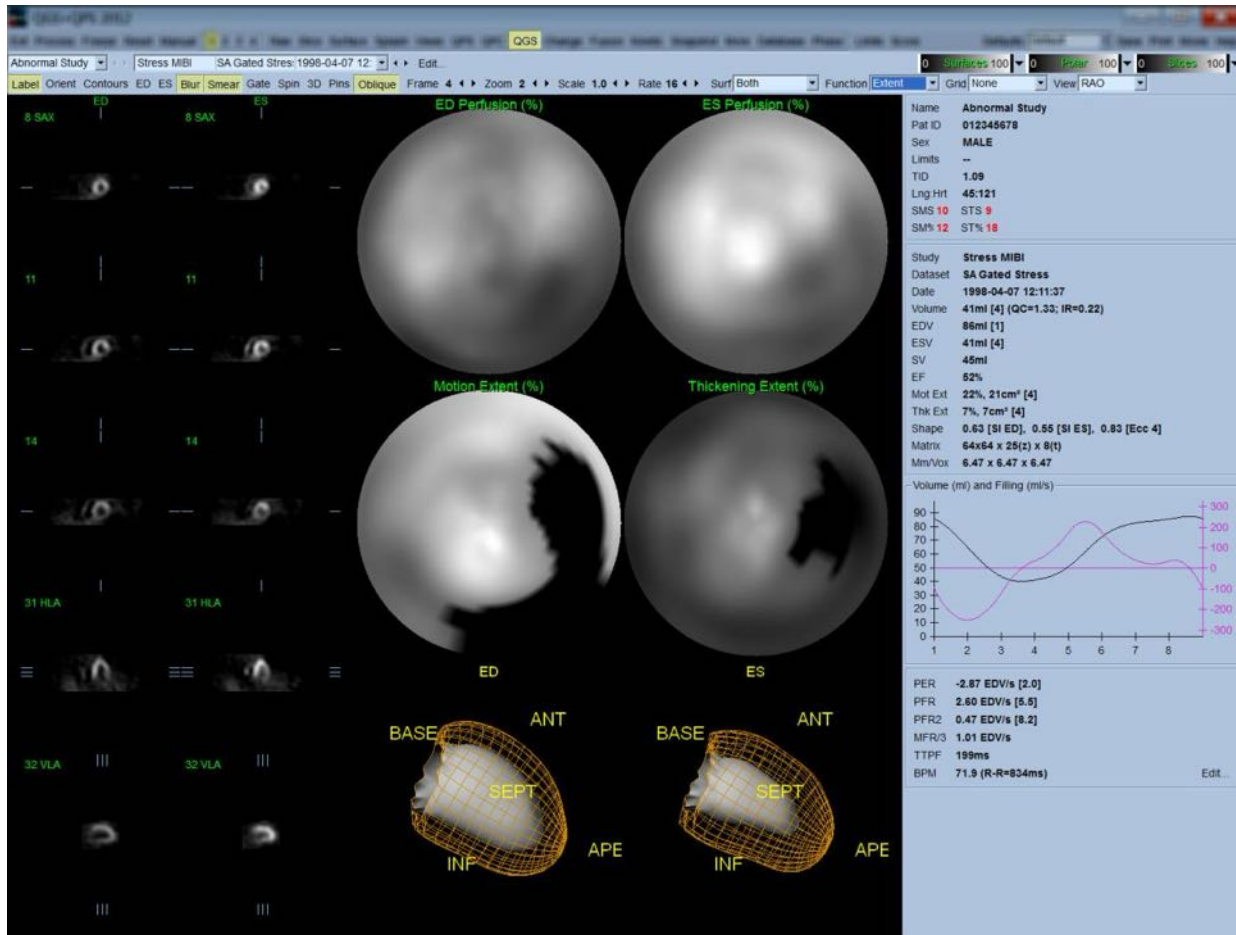 QGS+QPS 2012
QGS
Abnormal Study Stress MIBI SA Gated Stres: 1998-04-07 12: Edit...
0 Surfaces 100 0 Polar 100 0 Slices 100
Label Orient Contours ED ES Blur Smear Gate Spin 3D Pins Oblique Frame 4 Zoom 2 Scale 1.0 Rate 16 Surf Both Function Extent Grid None View RAO
ED ES
8 SAX 8 SAX
11 11
14 14
31 HLA 31 HLA
32 VLA 32 VLA
ED Perfusion (%) ES Perfusion (%)
Motion Extent (%) Thickening Extent (%)
ED ES
BASE ANT BASE ANT
SEPT SEPT
INF APE INF APE
Name Abnormal Study
Pat ID 012345678
Sex MALE
Limits --
TID 1.09
Lng:Hrt 45:121
SMS 10 STS 9
SM% 12 ST% 18
Study Stress MIBI
Dataset SA Gated Stress
Date 1998-04-07 12:11:37
Volume 41ml [4] (QC=1.33; IR=0.22)
EDV 86ml [1]
ESV 41ml [4]
SV 45ml
EF 52%
Mot Ext 22%, 21cm² [4]
Thk Ext 7%, 7cm² [4]
Shape 0.63 [SI ED], 0.55 [SI ES], 0.83 [Ecc 4]
Matrix 64x64 x 25(z) x 8(t)
Mm/Vox 6.47 x 6.47 x 6.47
Volume (ml) and Filling (ml/s)
90
80
70
60
50
40
30
20
10
0
300
200
100
0
-100
-200
-300
1 2 3 4 5 6 7 8
PER -2.87 EDV/s [2.0]
PFR 2.60 EDV/s [5.5]
PFR2 0.47 EDV/s [8.2]
MFR/3 1.01 EDV/s
TTPF 199ms
BPM 71.9 (R-R=834ms) Edit...